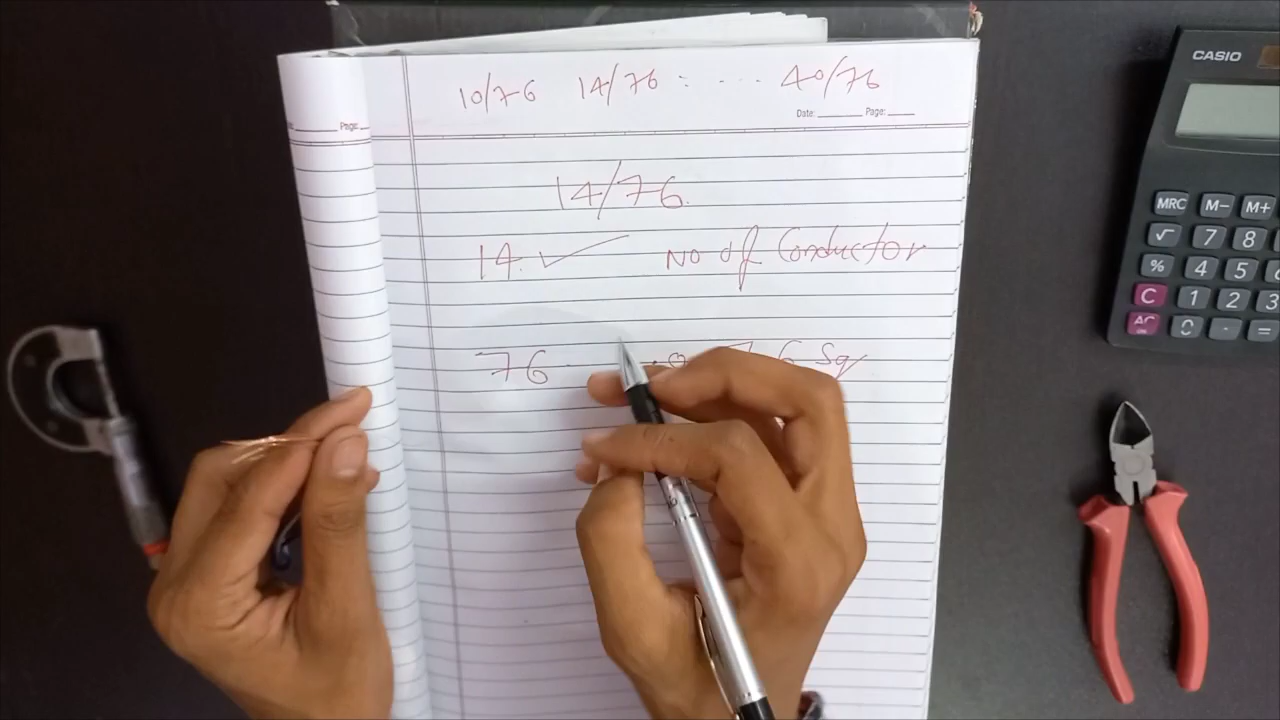 10/76 14/76 : ... 40/76
Date: Page:
Page:
14/76.
14. ✓ No of Conductor
76 Sq
CASIO
MRC M- M+
√ 7 8
% 4 5
C 1 2 3
AC 0 · - =